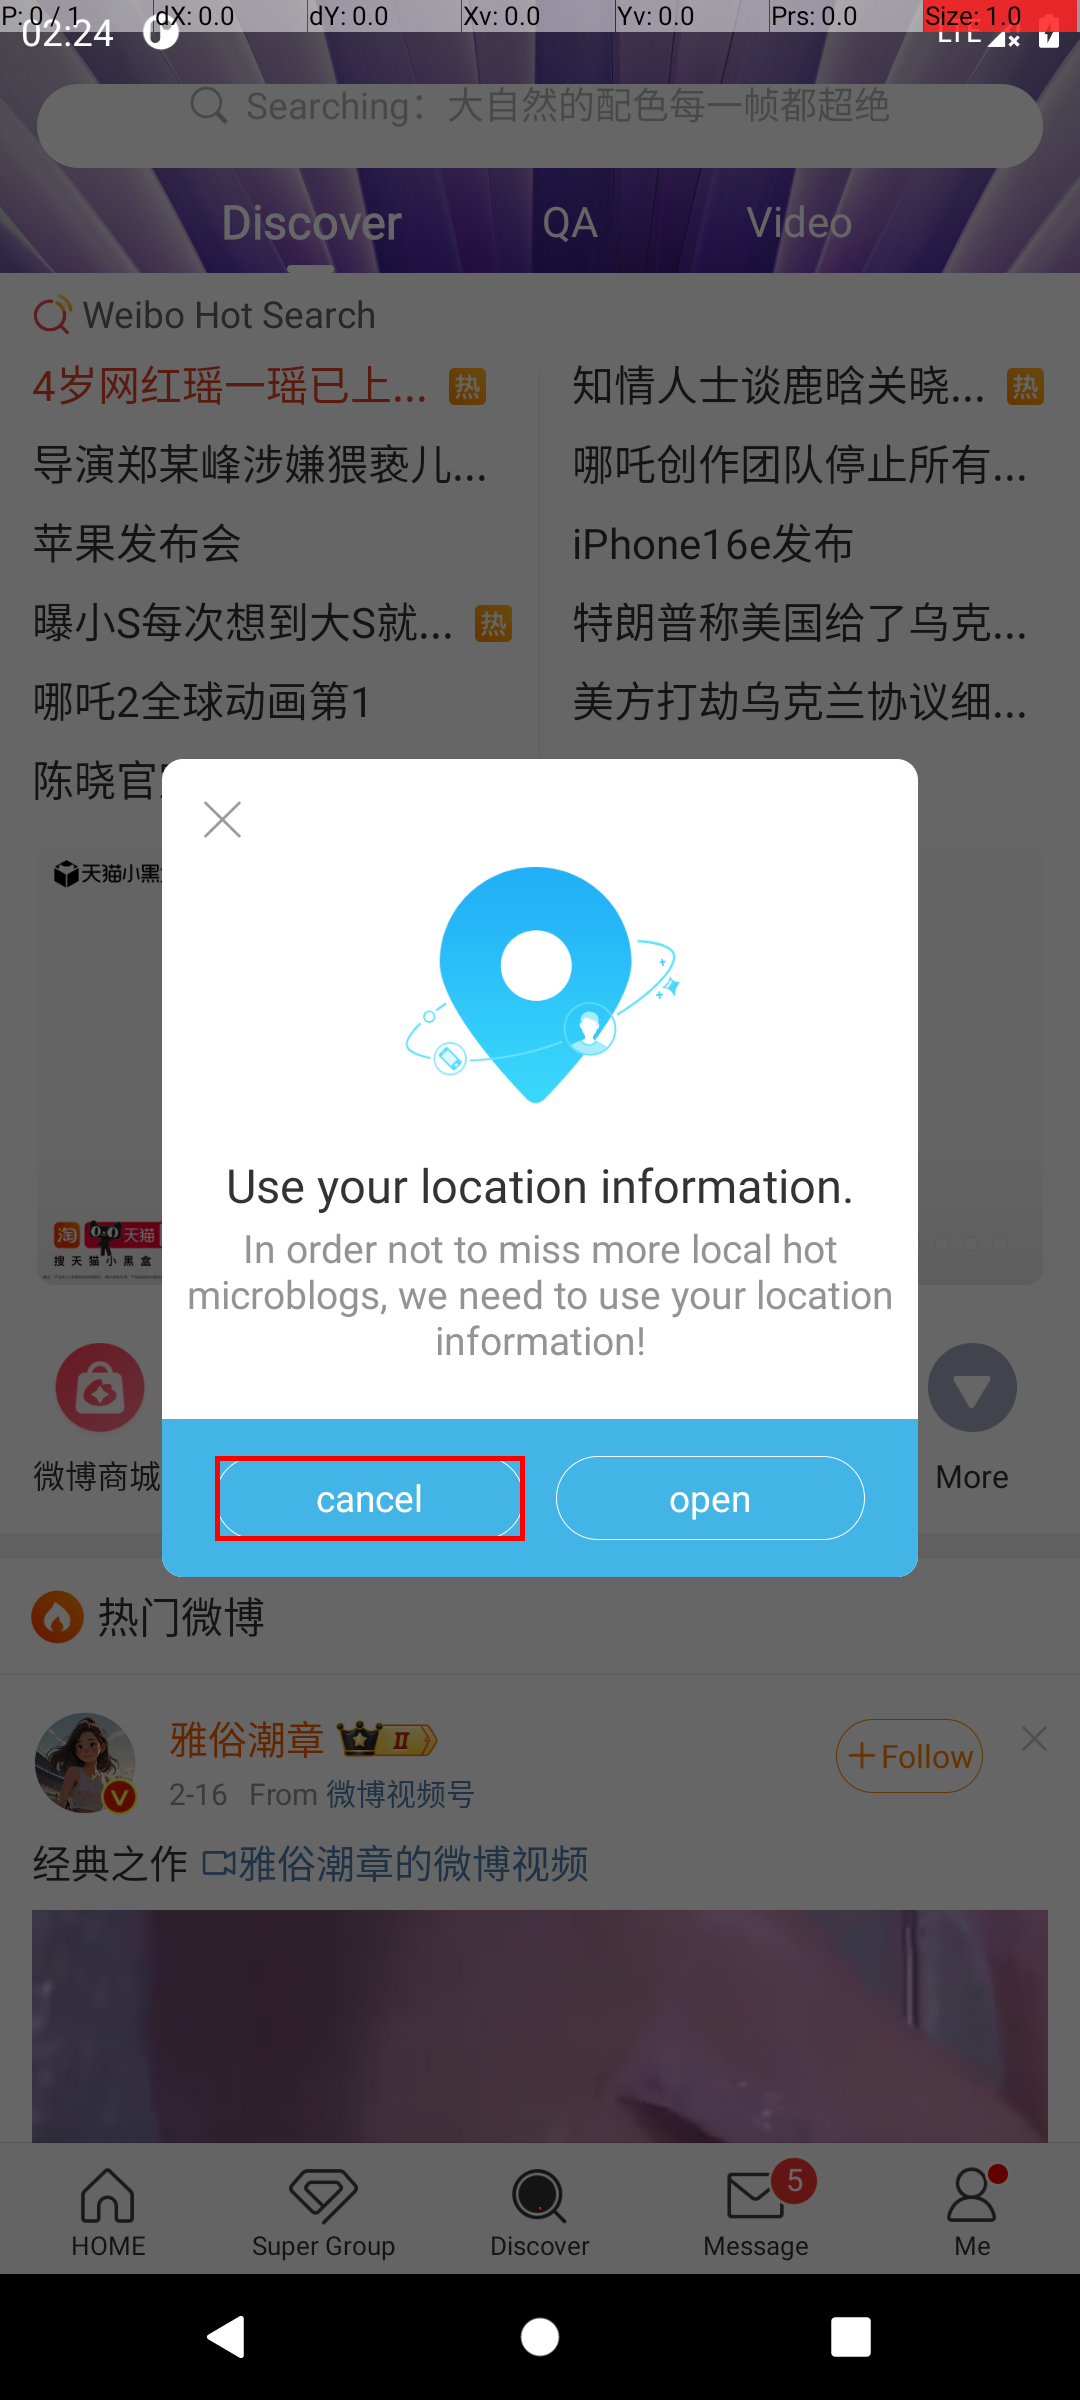 P: 0 / 1 dX: 0.0 dY: 0.0 Xv: 0.0 Yv: 0.0 Prs: 0.0 Size: 1.0
02:24 LTE
Searching：大自然的配色每一帧都超绝
Discover QA Video
Weibo Hot Search
4岁网红瑶一瑶已上... 热
知情人士谈鹿晗关晓... 热
导演郑某峰涉嫌猥亵儿...
哪吒创作团队停止所有...
苹果发布会
iPhone16e发布
曝小S每次想到大S就... 热
特朗普称美国给了乌克...
哪吒2全球动画第1
美方打劫乌克兰协议细...
陈晓官
天猫小黑
Use your location information.
In order not to miss more local hot
microblogs, we need to use your location
information!
淘 天猫
搜天猫小黑盒
cancel open
微博商城 More
热门微博
雅俗潮章 II
+Follow
2-16 From 微博视频号
经典之作 雅俗潮章的微博视频
5
HOME Super Group Discover Message Me